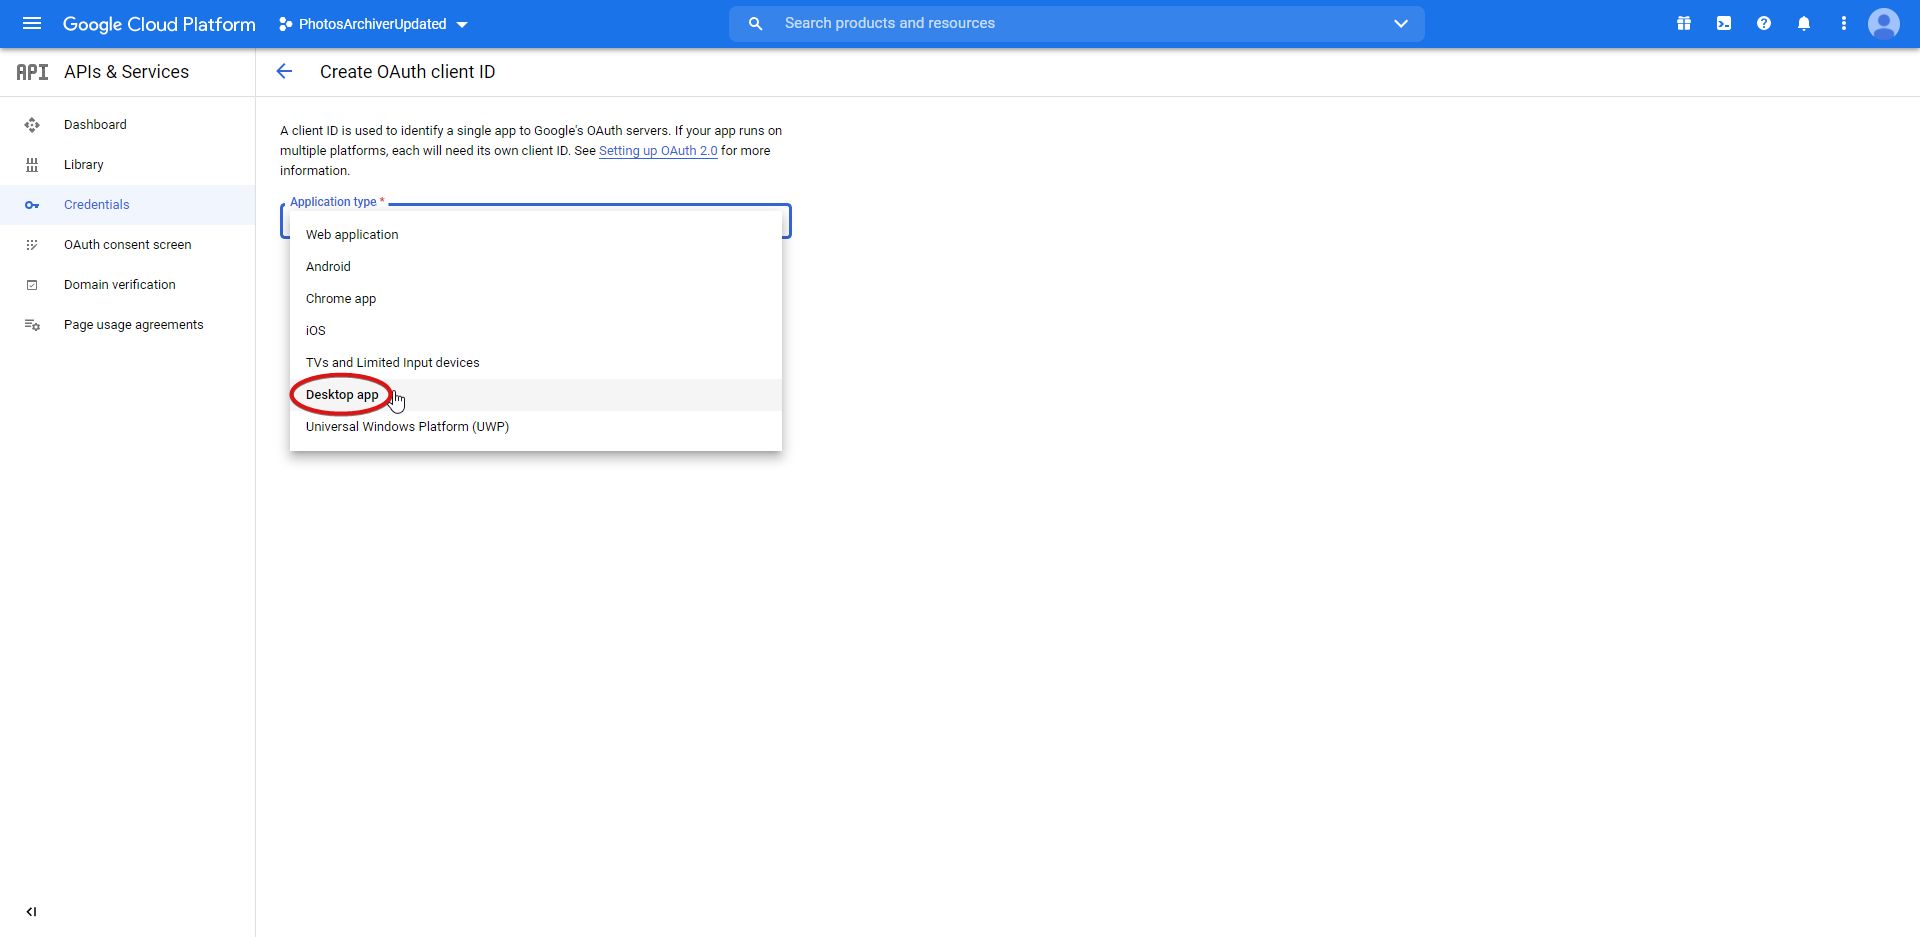 Google Cloud Platform
PhotosArchiverUpdated
Search products and resources
API APIs & Services
Create OAuth client ID
Dashboard
Library
Credentials
OAuth consent screen
Domain verification
Page usage agreements
A client ID is used to identify a single app to Google's OAuth servers. If your app runs on
multiple platforms, each will need its own client ID. See Setting up OAuth 2.0 for more
information.
Application type *
Web application
Android
Chrome app
iOS
TVs and Limited Input devices
Desktop app
Universal Windows Platform (UWP)